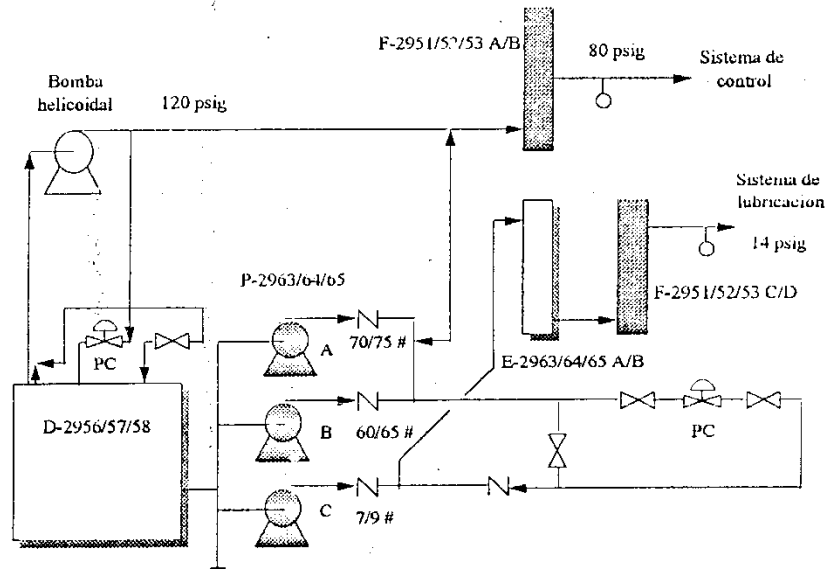 F-2951/52/53 A/B
80 psig
Sistema de
control
Bomba
helicoidal
120 psig
Sistema de
lubricacion
14 psig
P-2963/64/65
F-2951/52/53 C/D
A
70/75 #
PC
E-2963/64/65 A/B
D-2956/57/58
B
60/65 #
PC
C
7/9 #